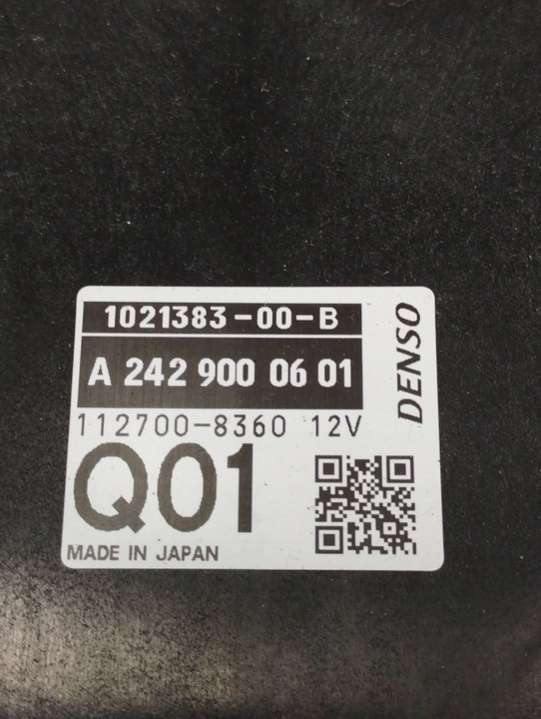 1021383-00-B
A 242 900 06 01
112700-8360 12V
Q01
MADE IN JAPAN
DENSO